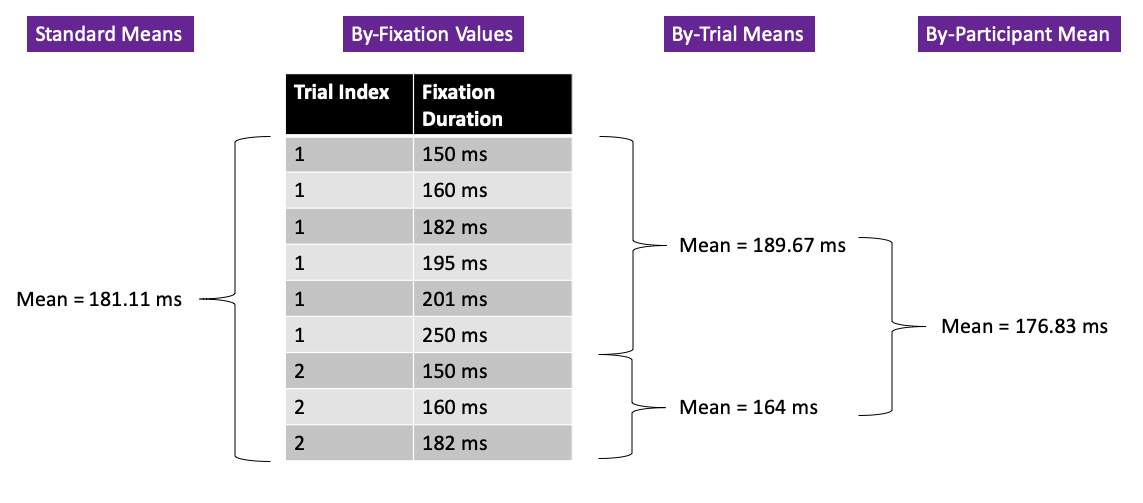 Standard Means By-Fixation Values By-Trial Means By-Participant Mean
Trial Index Fixation
Duration
1 150 ms
1 160 ms
1 182 ms
1 195 ms
1 201 ms
1 250 ms
2 150 ms
2 160 ms
2 182 ms
Mean = 181.11 ms
Mean = 189.67 ms
Mean = 164 ms
Mean = 176.83 ms